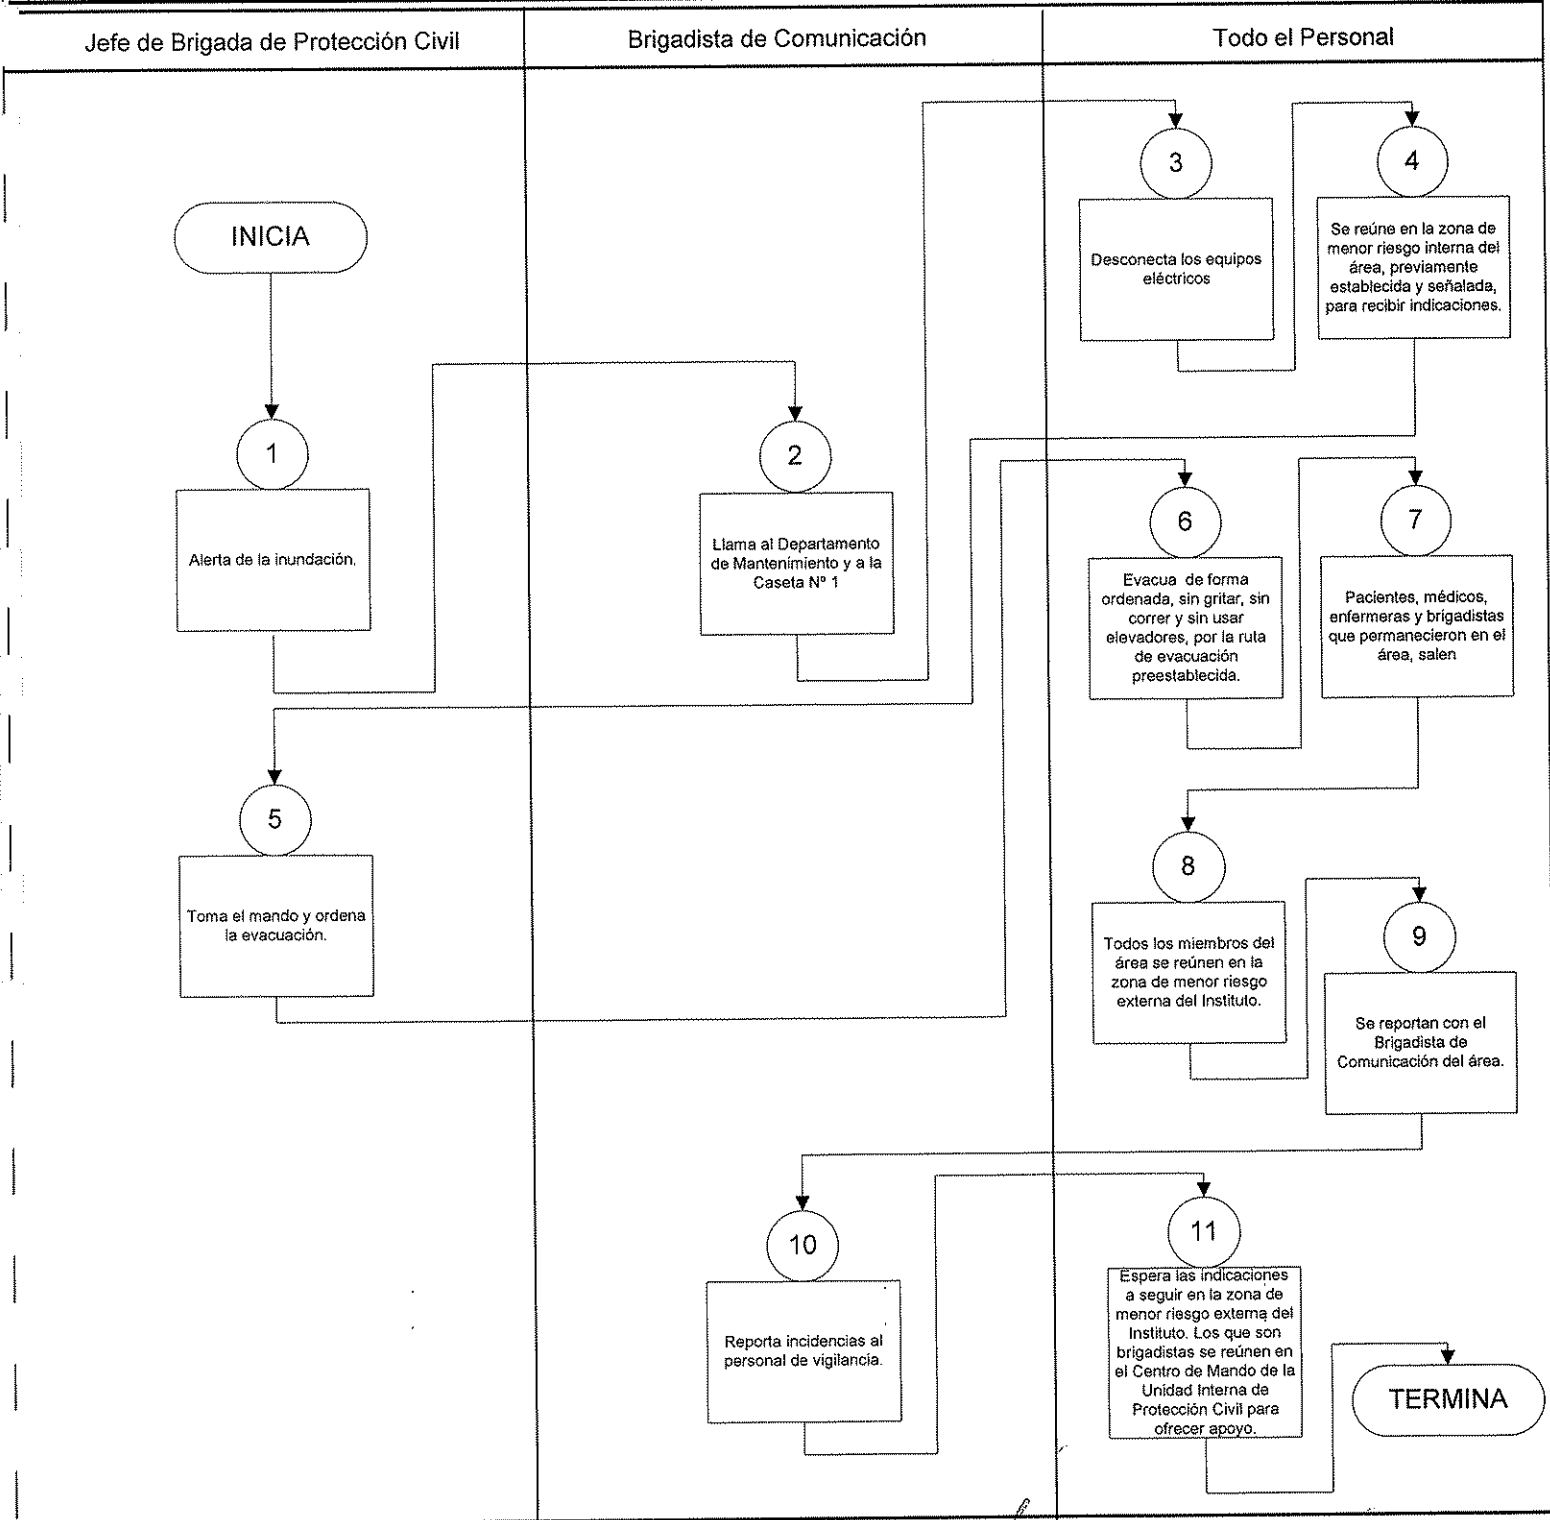 Jefe de Brigada de Protección Civil
Brigadista de Comunicación
Todo el Personal
INICIA
1
Alerta de la inundación.
2
Llama al Departamento
de Mantenimiento y a la
Caseta Nº 1
3
Desconecta los equipos
eléctricos
4
Se reúne en la zona de
menor riesgo interna del
área, previamente
establecida y señalada,
para recibir indicaciones.
5
Toma el mando y ordena
la evacuación.
6
Evacua de forma
ordenada, sin gritar, sin
correr y sin usar
elevadores, por la ruta
de evacuación
preestablecida.
7
Pacientes, médicos,
enfermeras y brigadistas
que permanecieron en el
área, salen
8
Todos los miembros del
área se reúnen en la
zona de menor riesgo
externa del Instituto.
9
Se reportan con el
Brigadista de
Comunicación del área.
10
Reporta incidencias al
personal de vigilancia.
11
Espera las indicaciones
a seguir en la zona de
menor riesgo externa del
Instituto. Los que son
brigadistas se reúnen en
el Centro de Mando de la
Unidad Interna de
Protección Civil para
ofrecer apoyo.
TERMINA